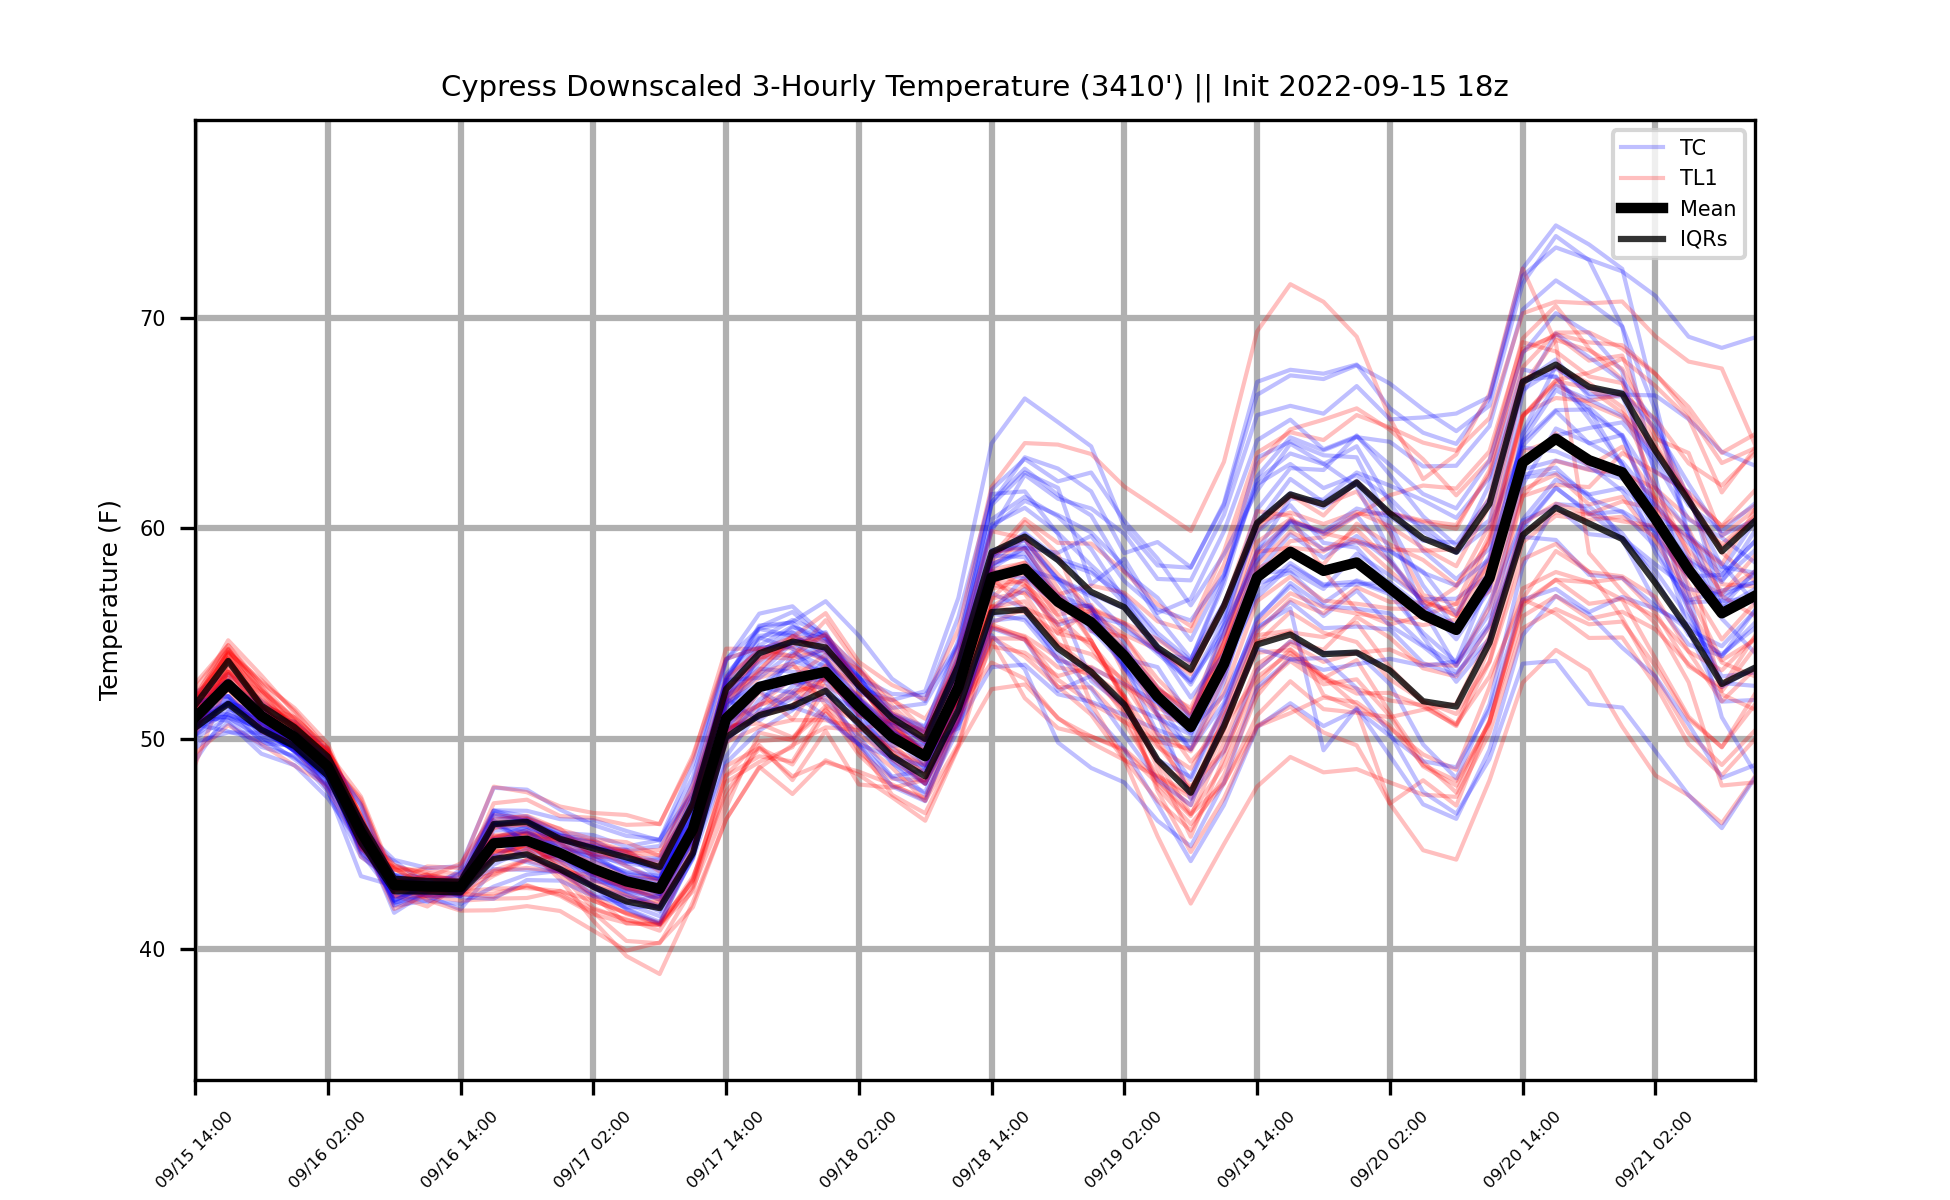 Cypress Downscaled 3-Hourly Temperature (3410') || Init 2022-09-15 18z
TC
TL1
Mean
IQRs
Temperature (F)
70
60
50
40
09/15 14:00
09/16 02:00
09/16 14:00
09/17 02:00
09/17 14:00
09/18 02:00
09/18 14:00
09/19 02:00
09/19 14:00
09/20 02:00
09/20 14:00
09/21 02:00